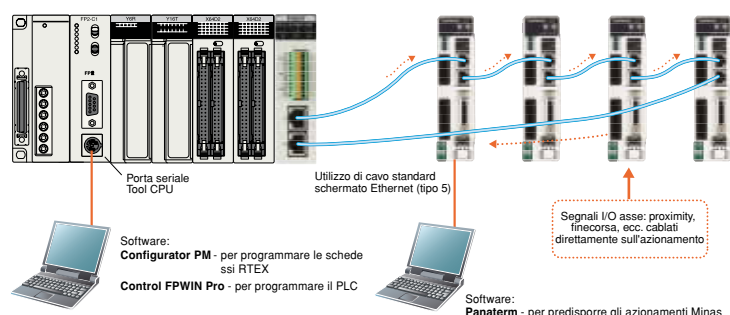 FP2-C1
Y6R
Y16T
X64D2
X64D2
Porta seriale
Tool CPU
Utilizzo di cavo standard
schermato Ethernet (tipo 5)
Segnali I/O asse: proximity,
finecorsa, ecc. cablati
direttamente sull'azionamento
Software:
Configurator PM - per programmare le schede
ssi RTEX
Control FPWIN Pro - per programmare il PLC
Software:
Panaterm - per predisporre gli azionamenti Minas